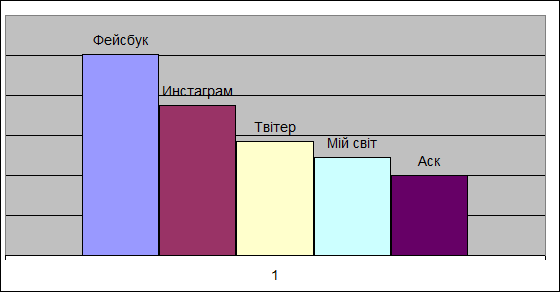 Фейсбук
Инстаграм
Твітер
Мій світ
Аск
1